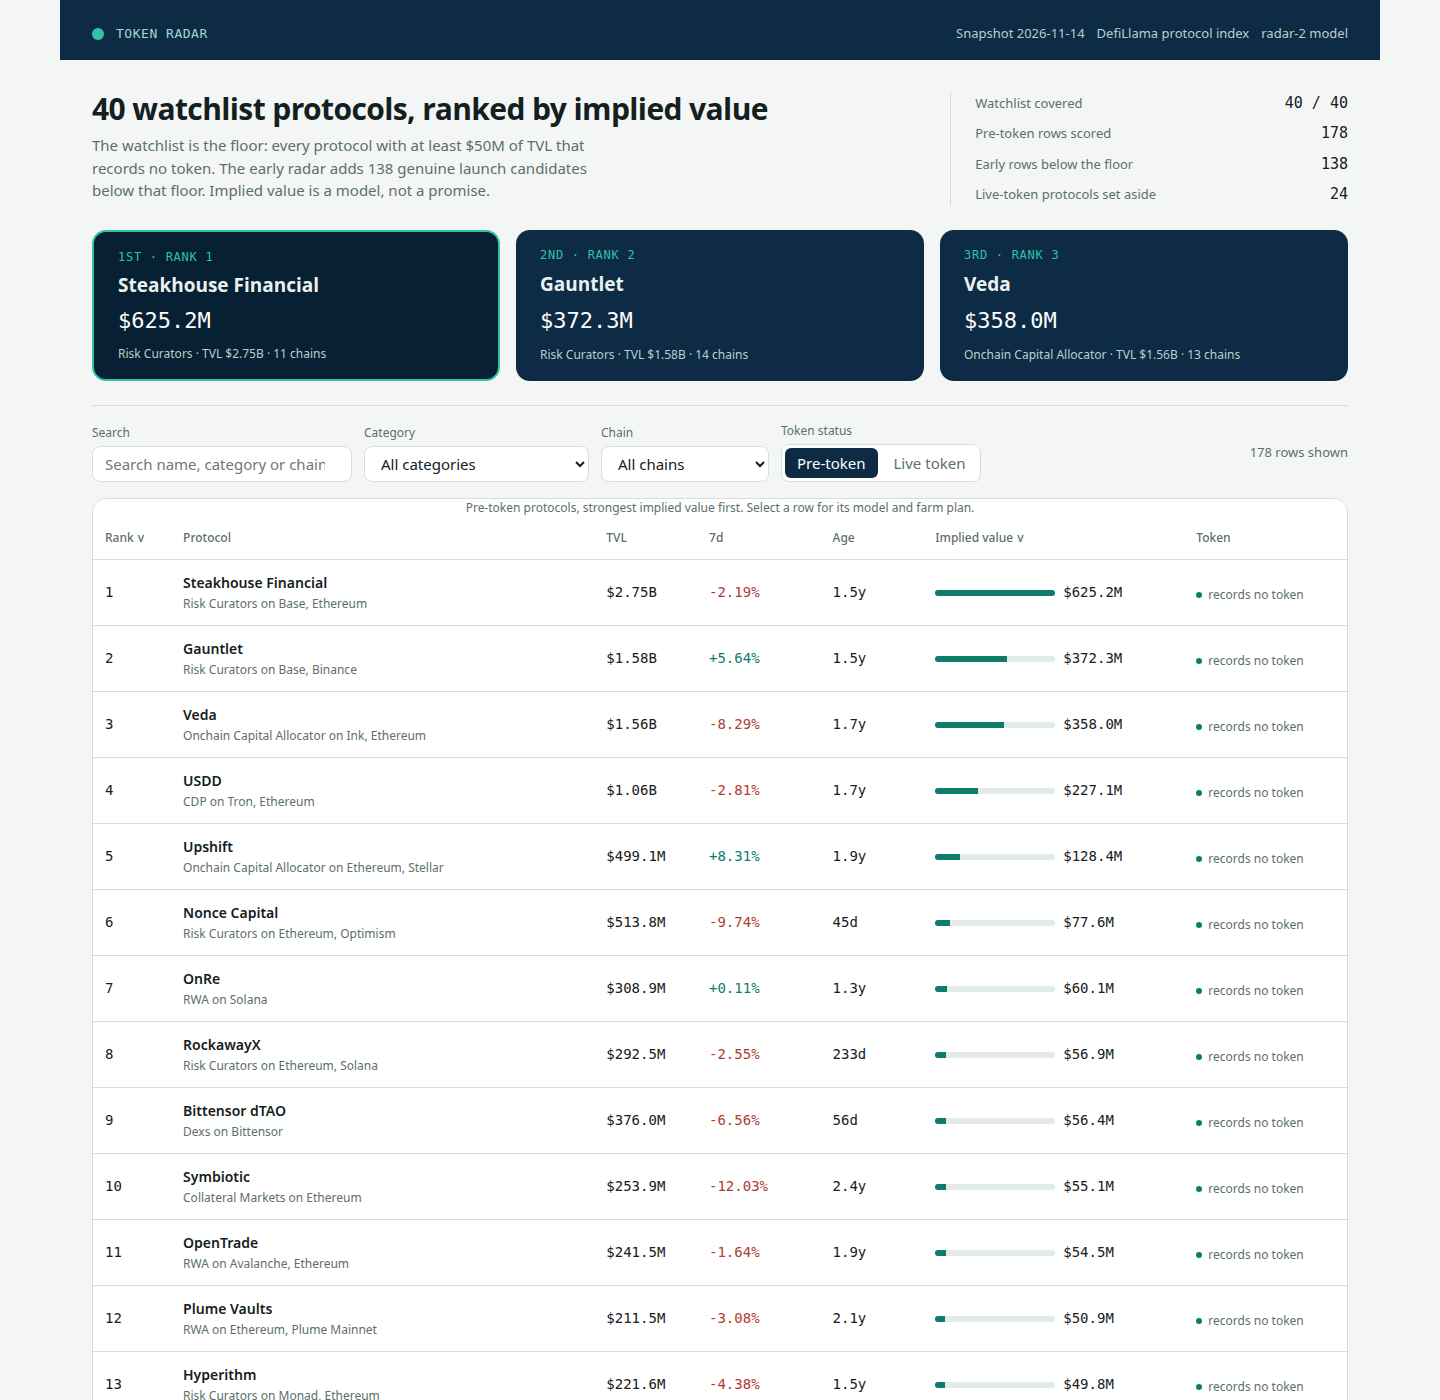 TOKEN RADAR
Snapshot 2026-11-14 DefiLlama protocol index radar-2 model
40 watchlist protocols, ranked by implied value
The watchlist is the floor: every protocol with at least $50M of TVL that
records no token. The early radar adds 138 genuine launch candidates
below that floor. Implied value is a model, not a promise.
Watchlist covered 40 / 40
Pre-token rows scored 178
Early rows below the floor 138
Live-token protocols set aside 24
1ST · RANK 1
Steakhouse Financial
$625.2M
Risk Curators · TVL $2.75B · 11 chains
2ND · RANK 2
Gauntlet
$372.3M
Risk Curators · TVL $1.58B · 14 chains
3RD · RANK 3
Veda
$358.0M
Onchain Capital Allocator · TVL $1.56B · 13 chains
Search
Search name, category or chain
Category
All categories
Chain
All chains
Token status
Pre-token Live token
178 rows shown
Pre-token protocols, strongest implied value first. Select a row for its model and farm plan.
Rank v Protocol TVL 7d Age Implied value v Token
1 Steakhouse Financial $2.75B -2.19% 1.5y $625.2M records no token
Risk Curators on Base, Ethereum
2 Gauntlet $1.58B +5.64% 1.5y $372.3M records no token
Risk Curators on Base, Binance
3 Veda $1.56B -8.29% 1.7y $358.0M records no token
Onchain Capital Allocator on Ink, Ethereum
4 USDD $1.06B -2.81% 1.7y $227.1M records no token
CDP on Tron, Ethereum
5 Upshift $499.1M +8.31% 1.9y $128.4M records no token
Onchain Capital Allocator on Ethereum, Stellar
6 Nonce Capital $513.8M -9.74% 45d $77.6M records no token
Risk Curators on Ethereum, Optimism
7 OnRe $308.9M +0.11% 1.3y $60.1M records no token
RWA on Solana
8 RockawayX $292.5M -2.55% 233d $56.9M records no token
Risk Curators on Ethereum, Solana
9 Bittensor dTAO $376.0M -6.56% 56d $56.4M records no token
Dexs on Bittensor
10 Symbiotic $253.9M -12.03% 2.4y $55.1M records no token
Collateral Markets on Ethereum
11 OpenTrade $241.5M -1.64% 1.9y $54.5M records no token
RWA on Avalanche, Ethereum
12 Plume Vaults $211.5M -3.08% 2.1y $50.9M records no token
RWA on Ethereum, Plume Mainnet
13 Hyperithm $221.6M -4.38% 1.5y $49.8M records no token
Risk Curators on Monad, Ethereum